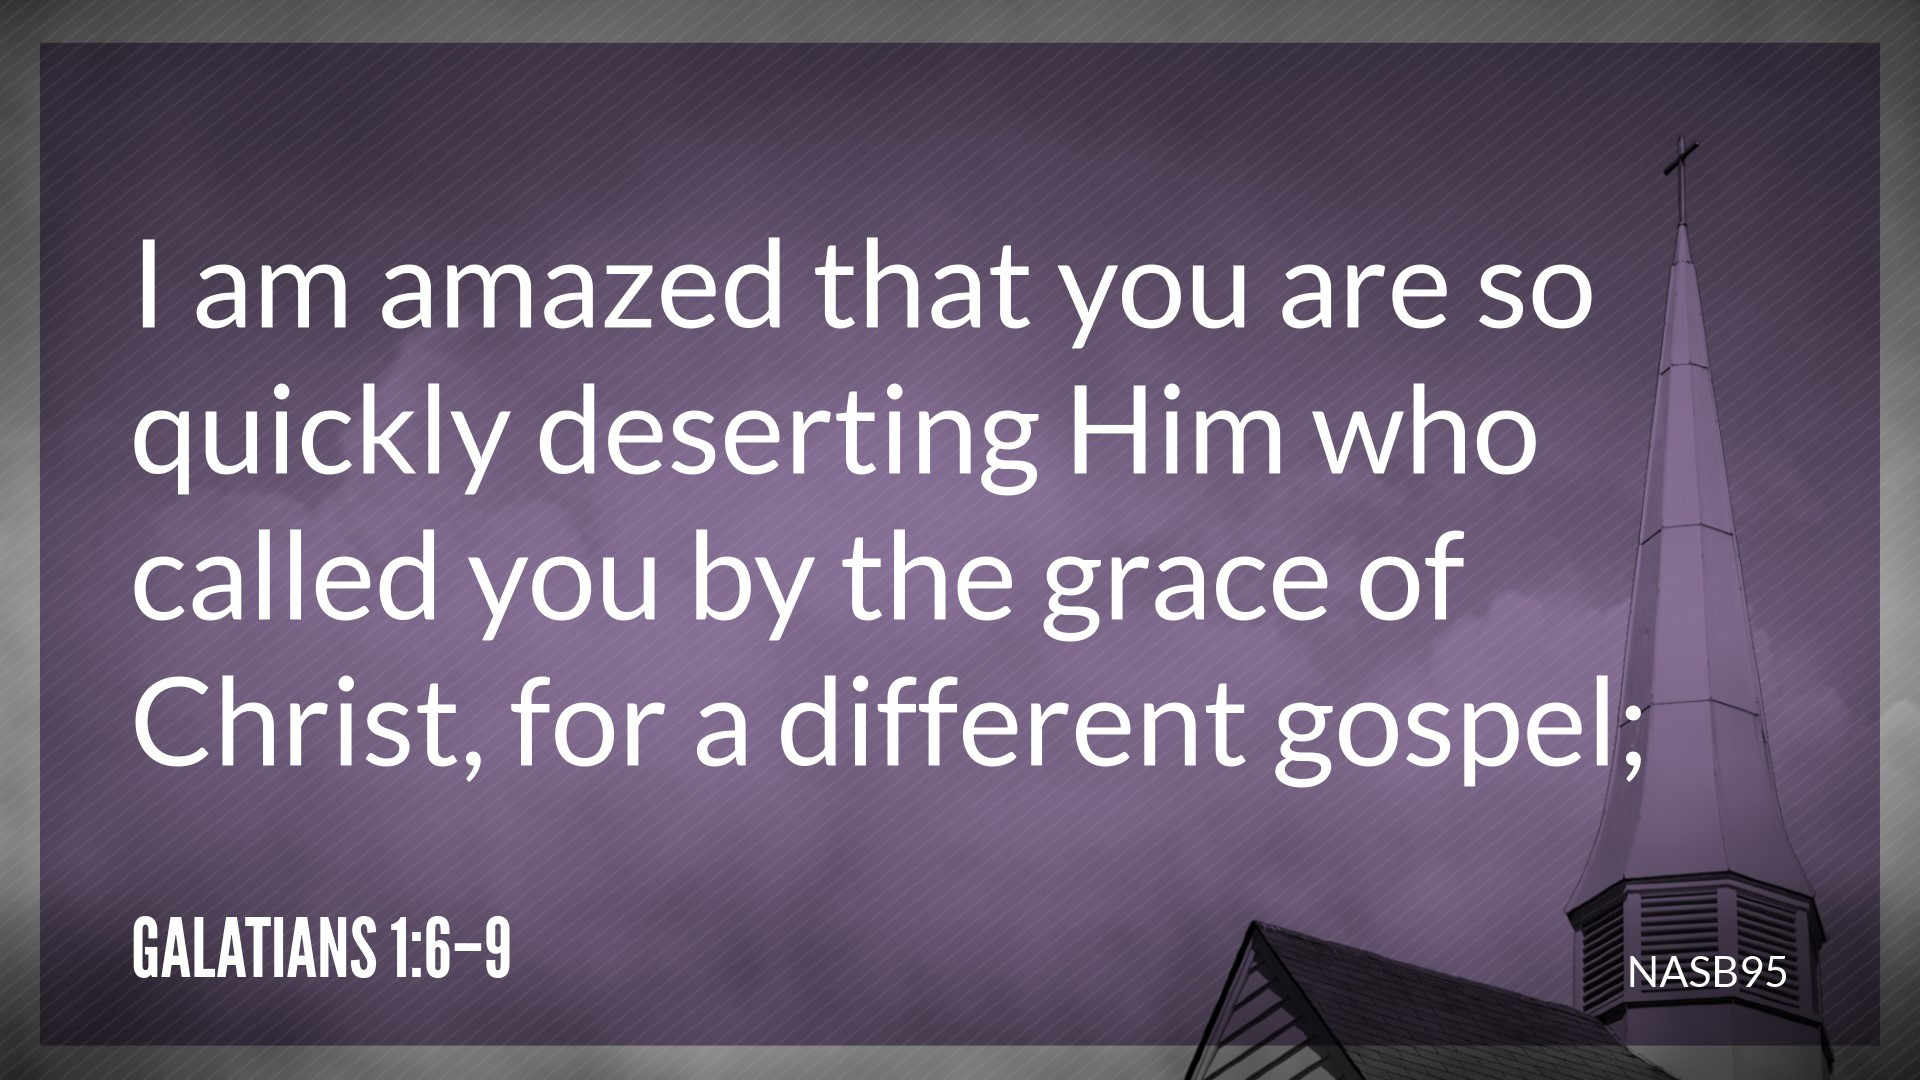 I am amazed that you are so
quickly deserting Him who
called you by the grace of
Christ, for a different gospel;
GALATIANS 1:6–9
NASB95